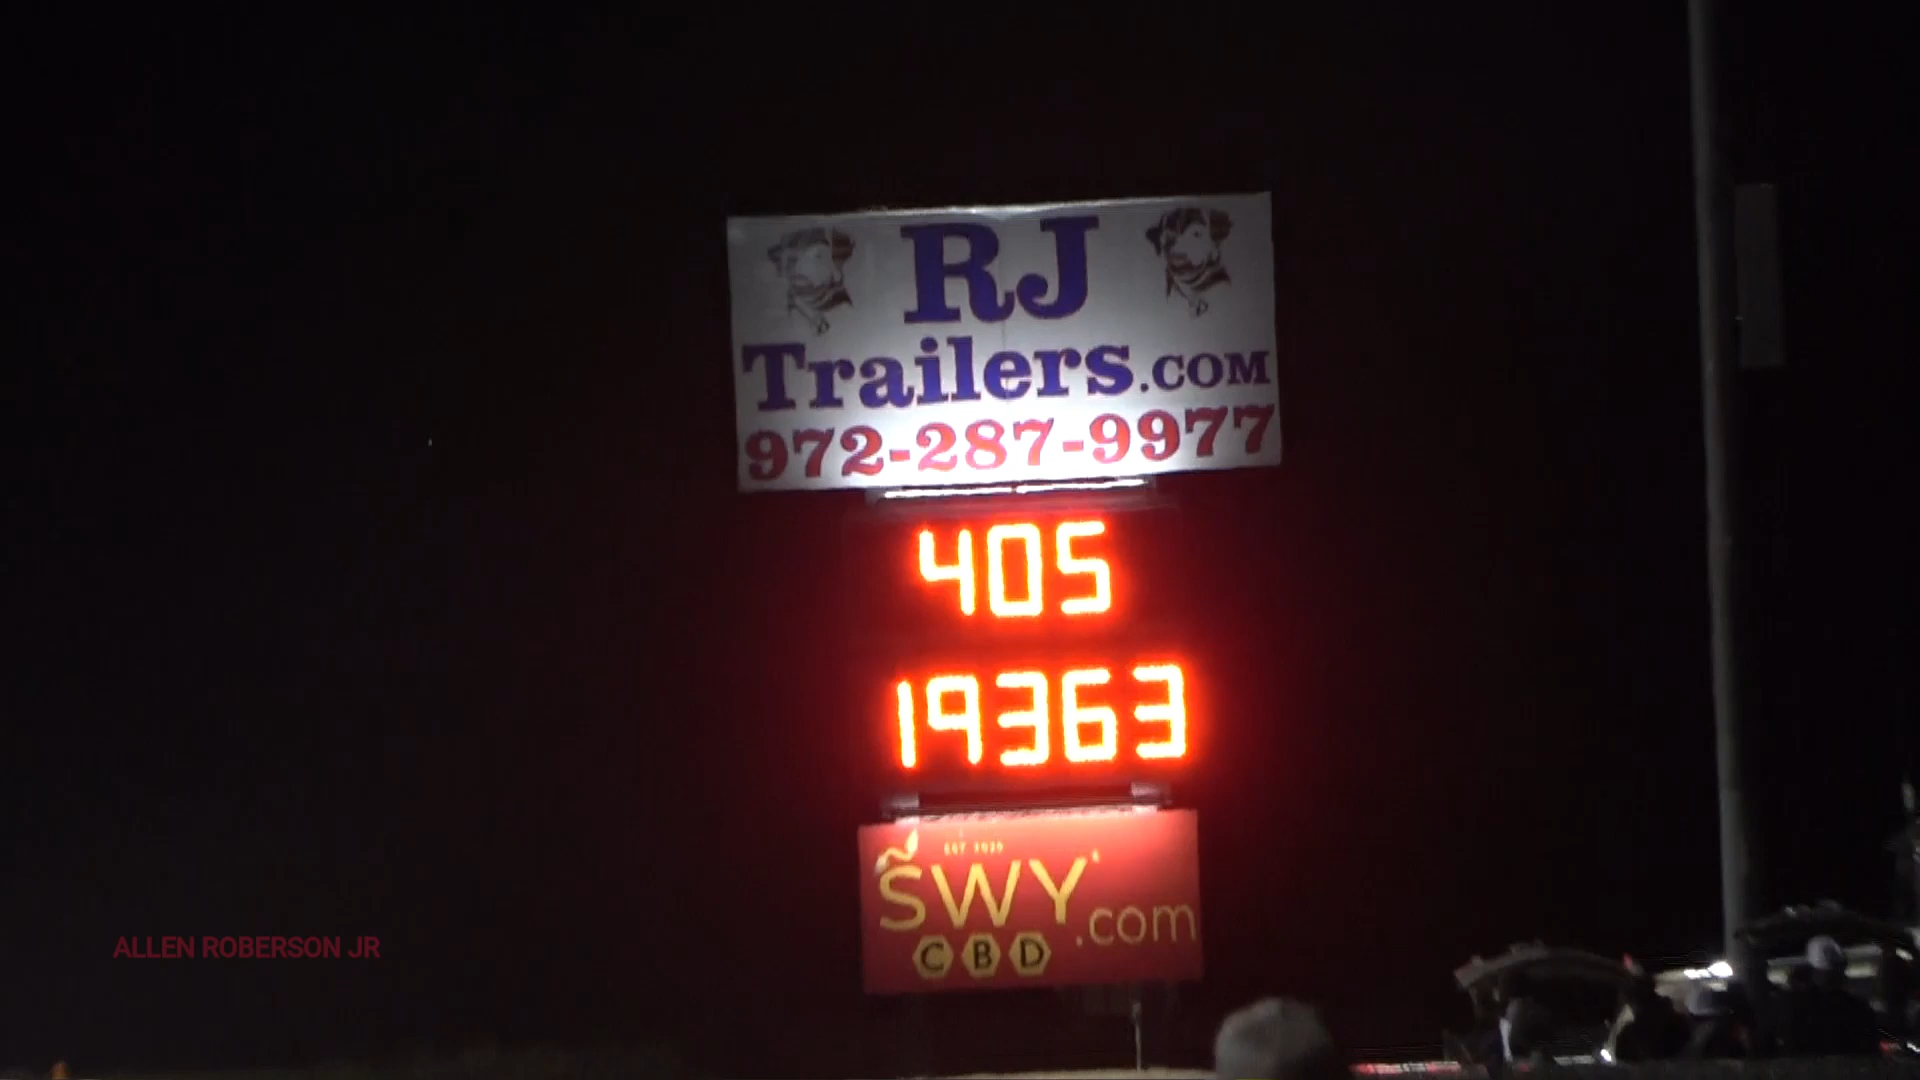 RJ
Trailers.COM
972-287-9977
405
19363
SWY
.com
CBD
ALLEN ROBERSON JR